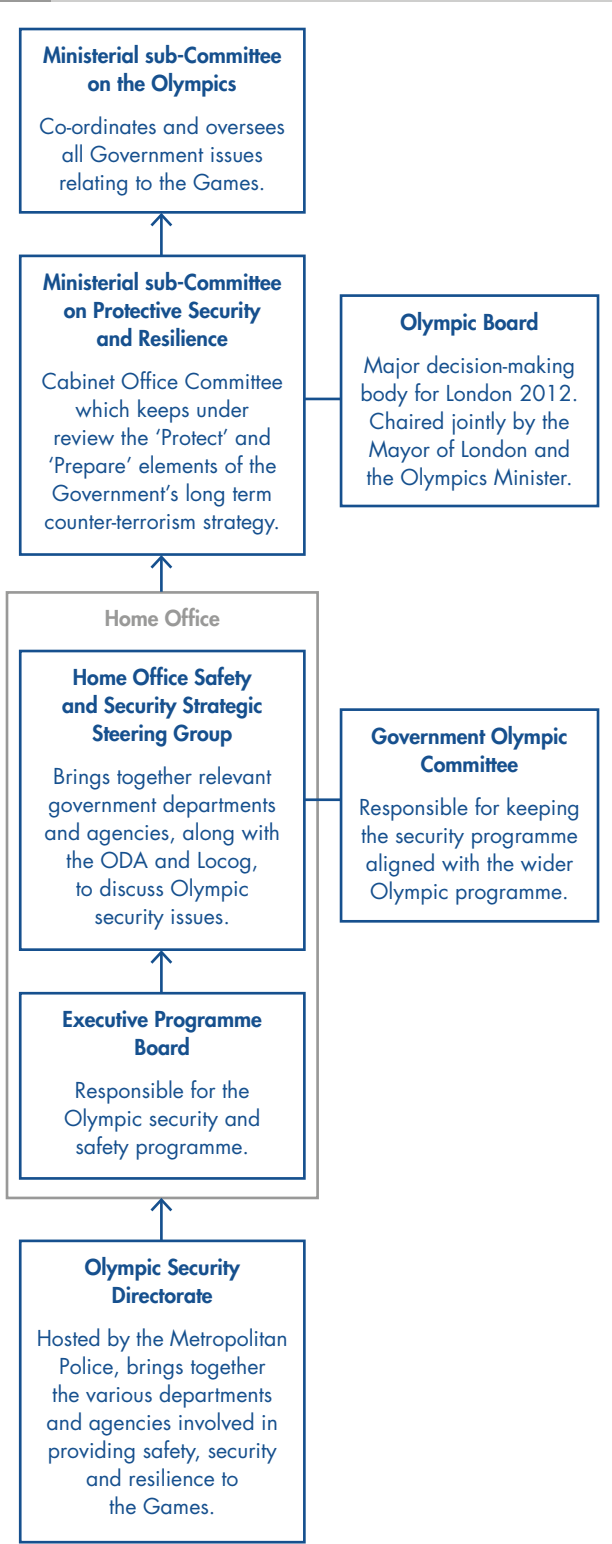 Ministerial sub-Committee
on the Olympics
Co-ordinates and oversees
all Government issues
relating to the Games.
Ministerial sub-Committee
on Protective Security
and Resilience
Cabinet Office Committee
which keeps under
review the ‘Protect’ and
‘Prepare’ elements of the
Government’s long term
counter-terrorism strategy.
Olympic Board
Major decision-making
body for London 2012.
Chaired jointly by the
Mayor of London and
the Olympics Minister.
Home Office
Home Office Safety
and Security Strategic
Steering Group
Brings together relevant
government departments
and agencies, along with
the ODA and Locog,
to discuss Olympic
security issues.
Government Olympic
Committee
Responsible for keeping
the security programme
aligned with the wider
Olympic programme.
Executive Programme
Board
Responsible for the
Olympic security and
safety programme.
Olympic Security
Directorate
Hosted by the Metropolitan
Police, brings together
the various departments
and agencies involved in
providing safety, security
and resilience to
the Games.